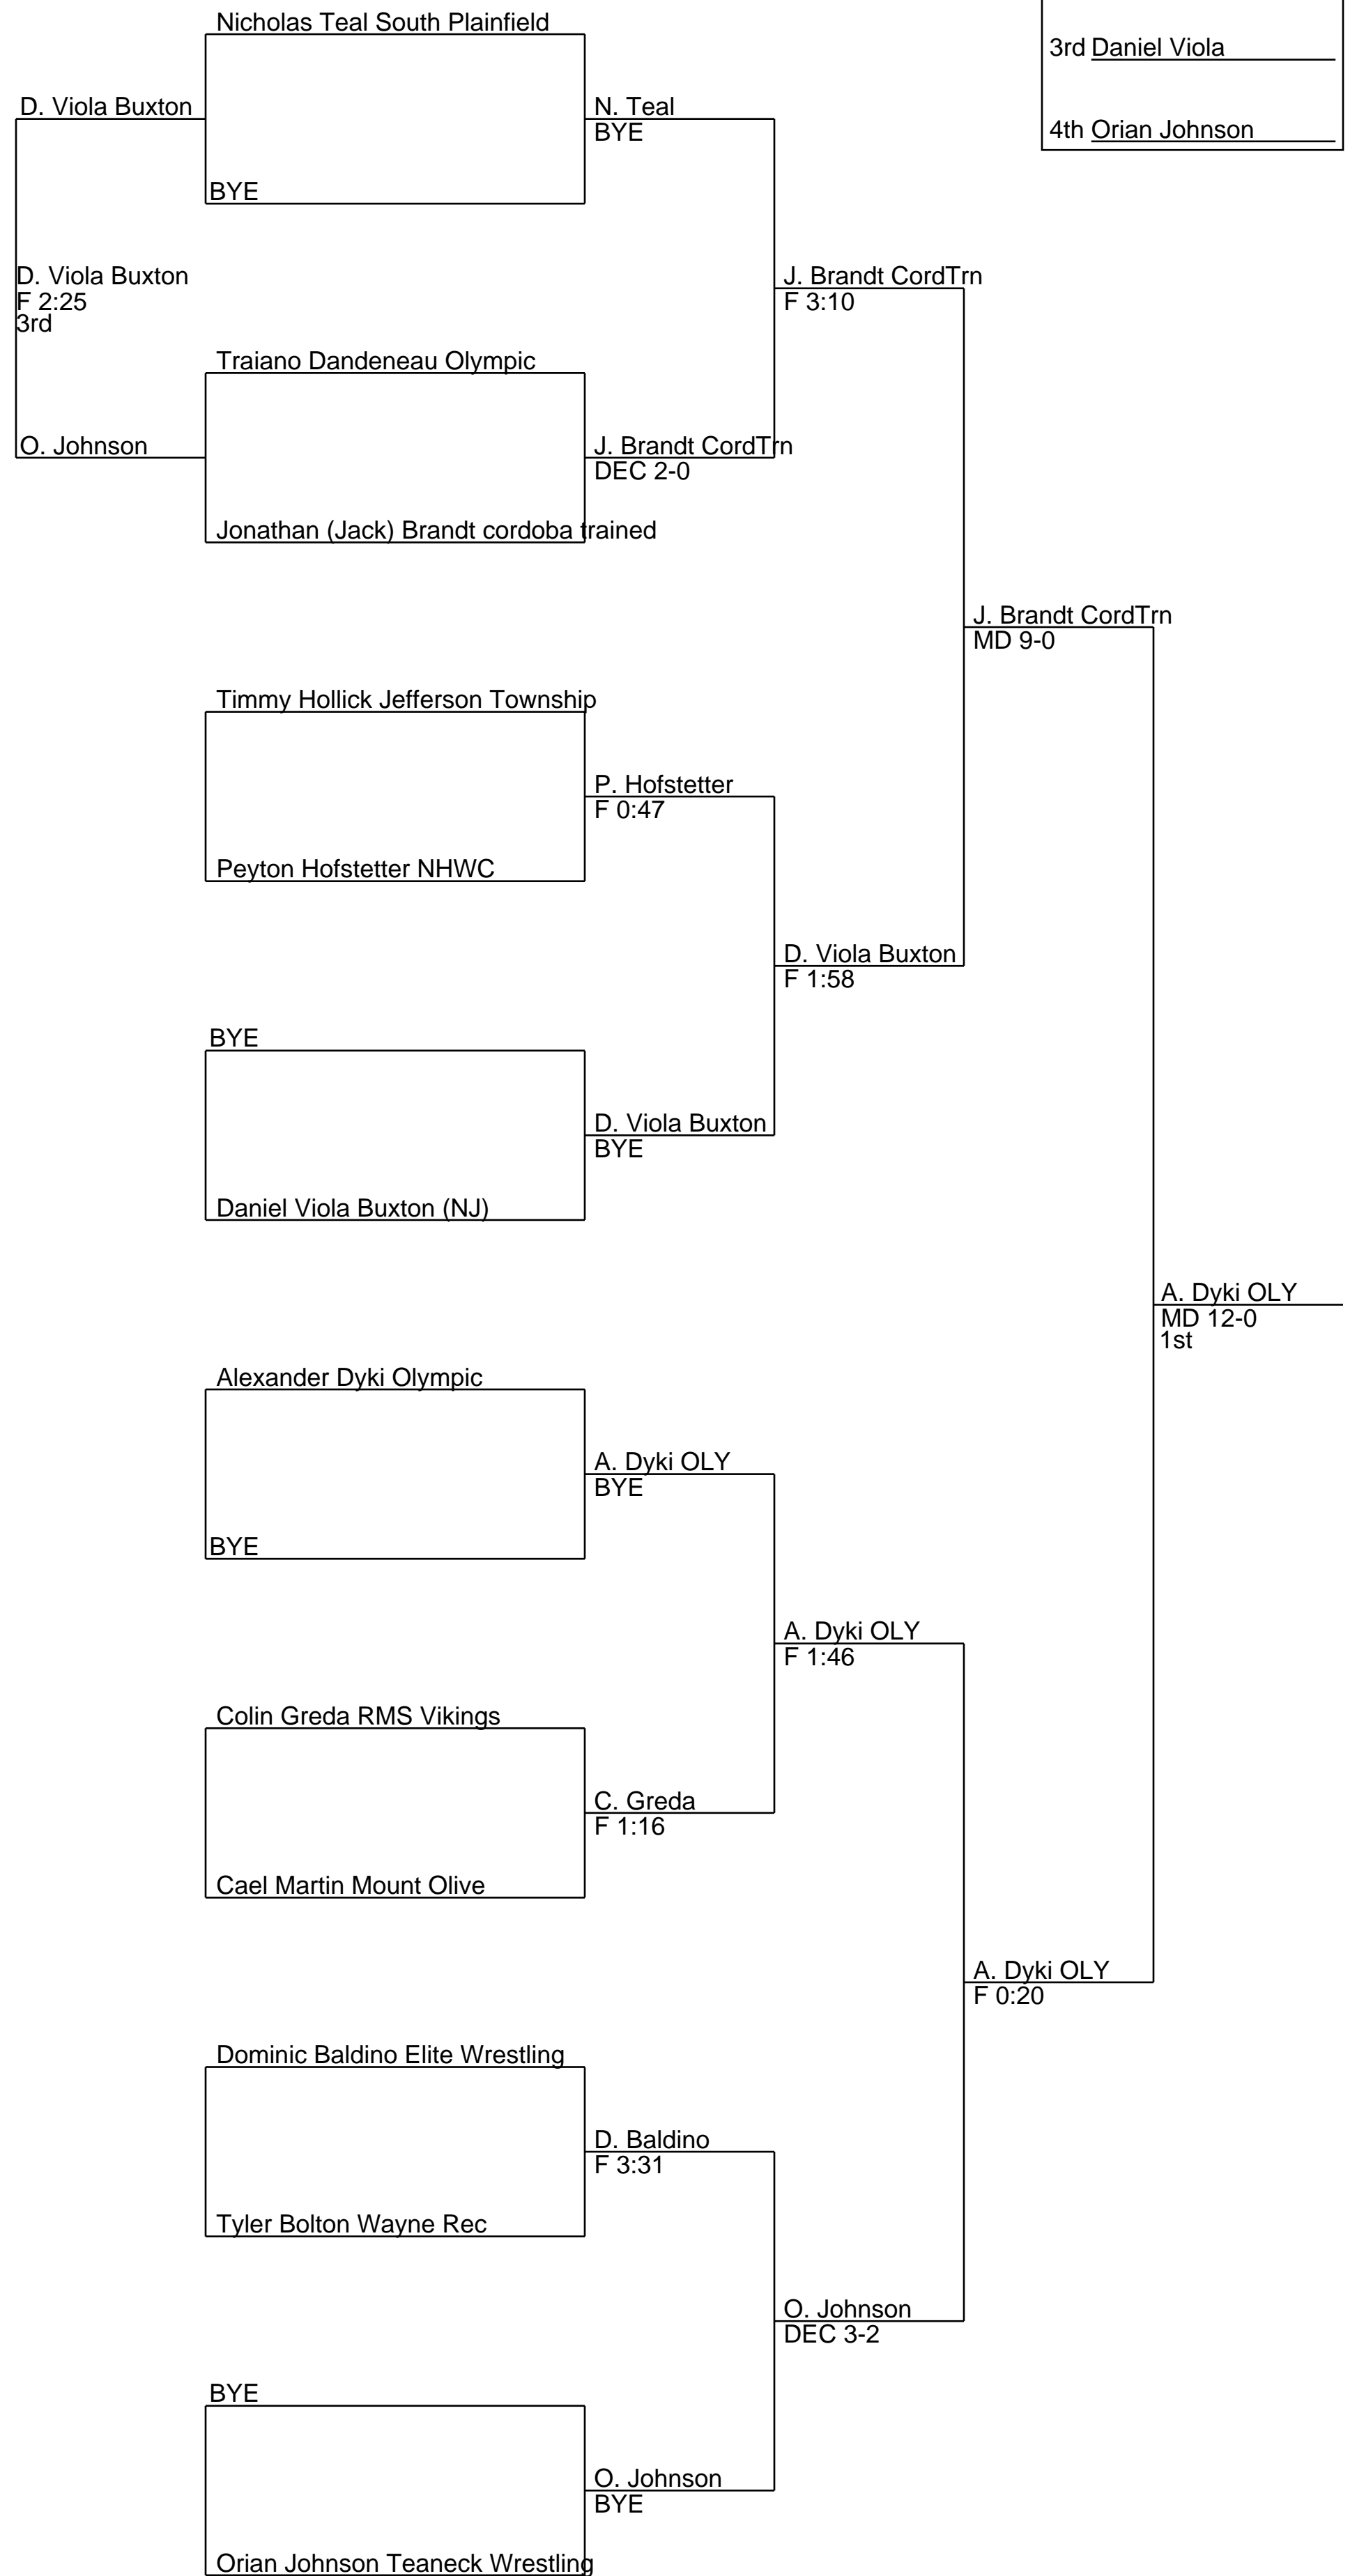 Nicholas Teal South Plainfield
3rd Daniel Viola
D. Viola Buxton
N. Teal
BYE
4th Orian Johnson
BYE
D. Viola Buxton
F 2:25
3rd
J. Brandt CordTrn
F 3:10
Traiano Dandeneau Olympic
O. Johnson
J. Brandt CordTrn
DEC 2-0
Jonathan (Jack) Brandt cordoba trained
J. Brandt CordTrn
MD 9-0
Timmy Hollick Jefferson Township
P. Hofstetter
F 0:47
Peyton Hofstetter NHWC
D. Viola Buxton
F 1:58
BYE
D. Viola Buxton
BYE
Daniel Viola Buxton (NJ)
A. Dyki OLY
MD 12-0
1st
Alexander Dyki Olympic
A. Dyki OLY
BYE
BYE
A. Dyki OLY
F 1:46
Colin Greda RMS Vikings
C. Greda
F 1:16
Cael Martin Mount Olive
A. Dyki OLY
F 0:20
Dominic Baldino Elite Wrestling
D. Baldino
F 3:31
Tyler Bolton Wayne Rec
O. Johnson
DEC 3-2
BYE
O. Johnson
BYE
Orian Johnson Teaneck Wrestling